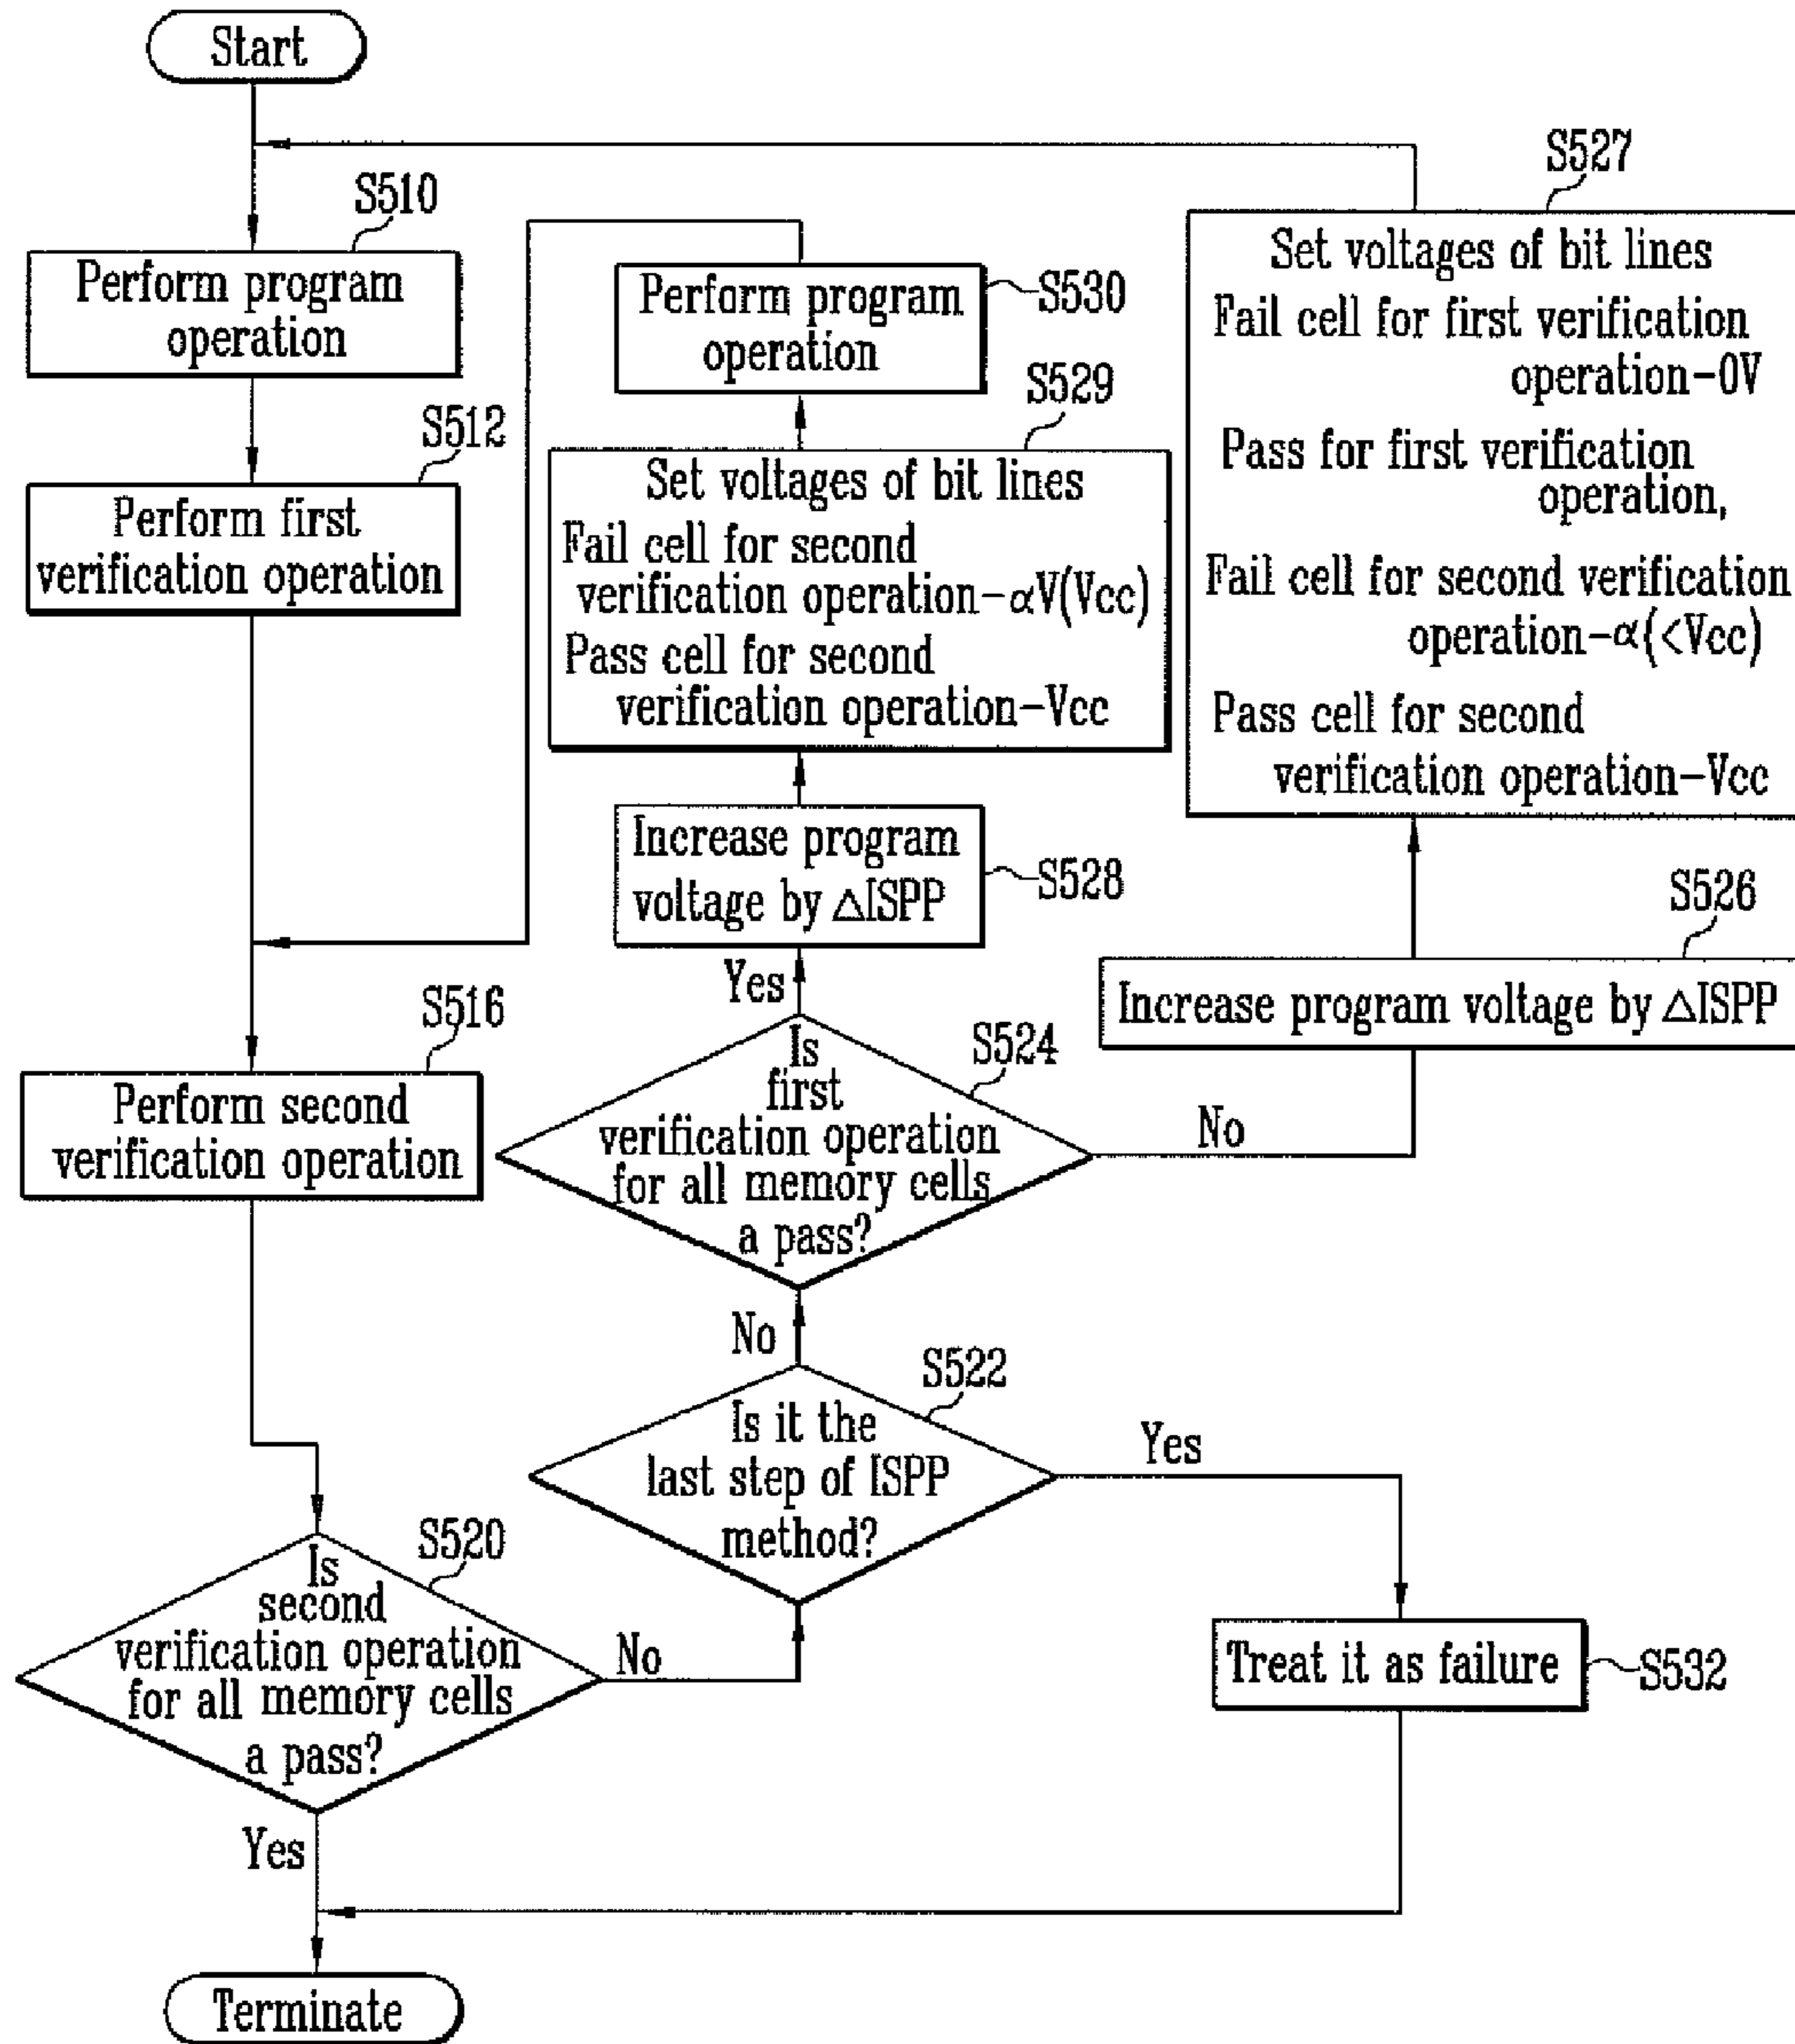 Start
S510
Perform program
operation
S512
Perform first
verification operation
S516
Perform second
verification operation
S520
Is
second
verification operation
for all memory cells
a pass?
No
Yes
Terminate
S522
Is it the
last step of ISPP
method?
Yes
No
S532
Treat it as failure
S524
Is
first
verification operation
for all memory cells
a pass?
No
Yes
S528
Increase program
voltage by △ISPP
S529
Set voltages of bit lines
Fail cell for second
verification operation-αV(Vcc)
Pass cell for second
verification operation-Vcc
S530
Perform program
operation
S526
Increase program voltage by △ISPP
S527
Set voltages of bit lines
Fail cell for first verification
operation-0V
Pass for first verification
operation,
Fail cell for second verification
operation-α(<Vcc)
Pass cell for second
verification operation-Vcc